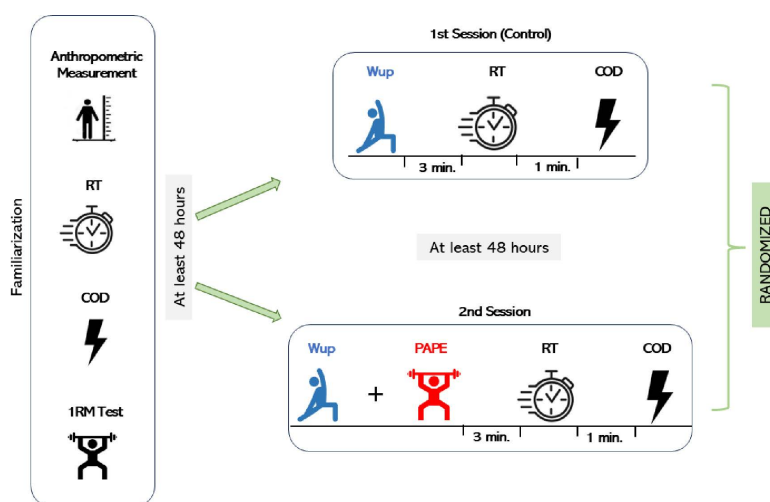 Familiarization
Anthropometric
Measurement
RT
COD
1RM Test
At least 48 hours
1st Session (Control)
Wup
RT
COD
3 min.
1 min.
At least 48 hours
2nd Session
Wup
PAPE
RT
COD
+
3 min.
1 min.
RANDOMIZED